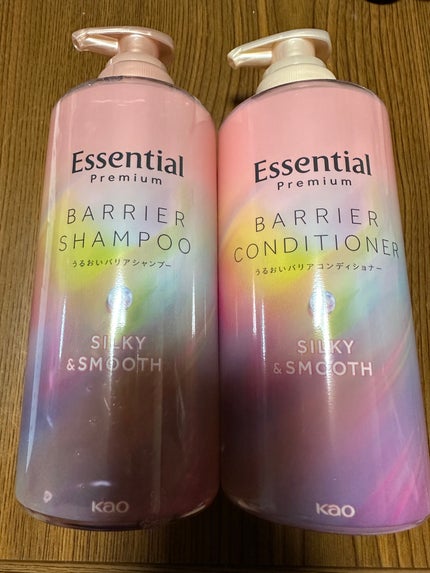 Essential
Premium
BARRIER
SHAMPOO
うるおいバリアシャンプー
SILKY
&SMOOTH
Kao
Essential
Premium
BARRIER
CONDITIONER
うるおいバリアコンディショナー
SILKY
&SMOOTH
Kao